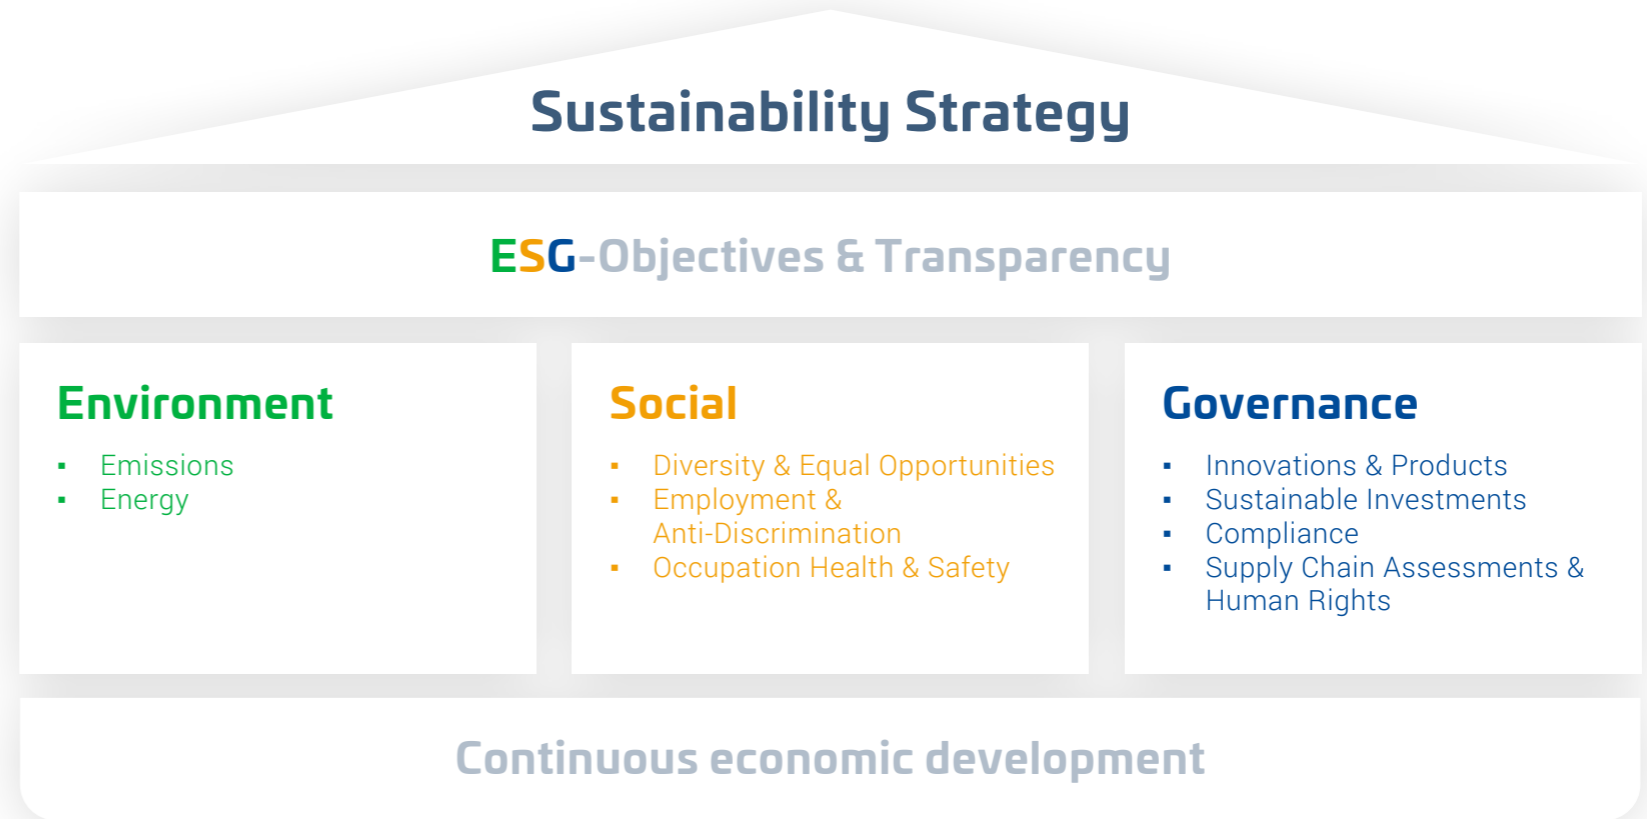 Sustainability Strategy
ESG-Objectives & Transparency
Environment
▪ Emissions
▪ Energy
Social
▪ Diversity & Equal Opportunities
▪ Employment &
Anti-Discrimination
▪ Occupation Health & Safety
Governance
▪ Innovations & Products
▪ Sustainable Investments
▪ Compliance
▪ Supply Chain Assessments &
Human Rights
Continuous economic development